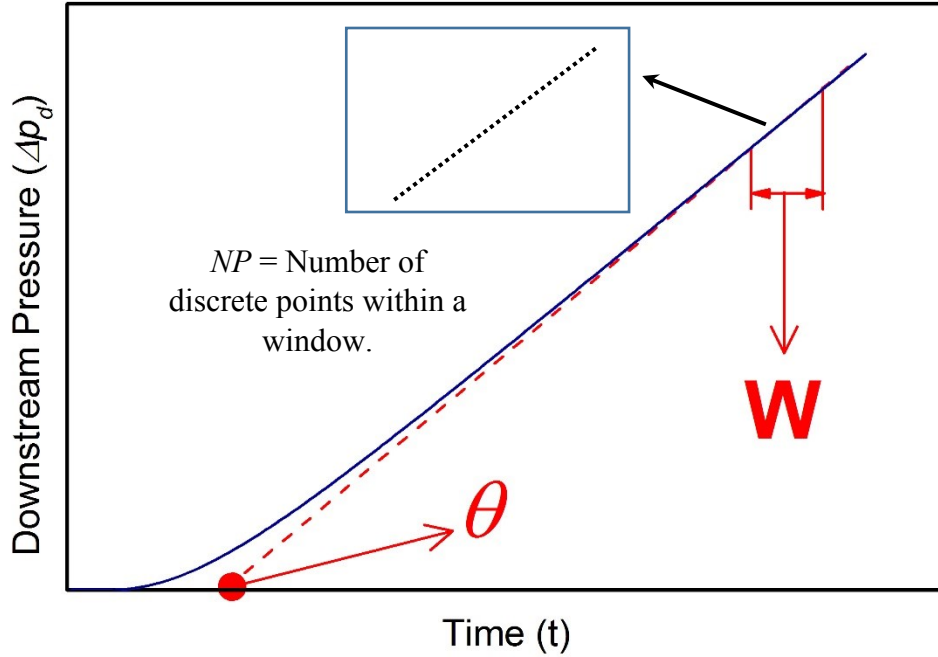 Downstream Pressure (Δp_d)
NP = Number of
discrete points within a
window.
W
θ
Time (t)